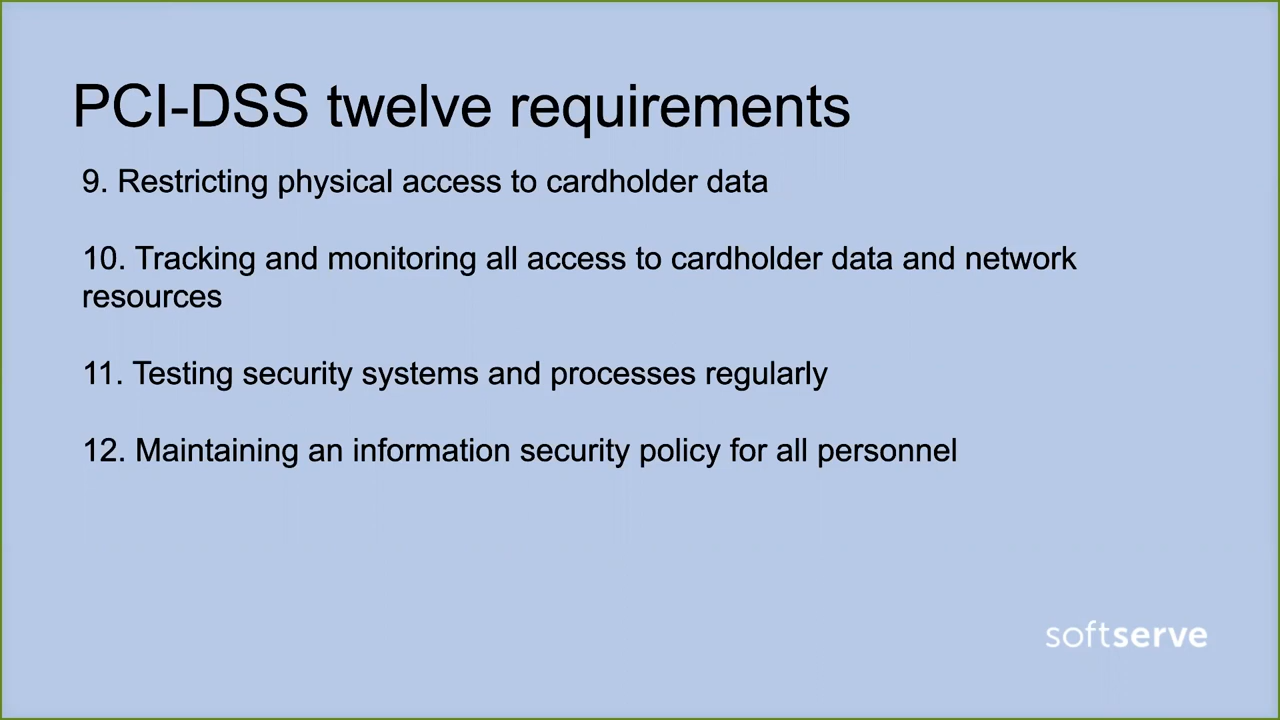 PCI-DSS twelve requirements
9. Restricting physical access to cardholder data
10. Tracking and monitoring all access to cardholder data and network
resources
11. Testing security systems and processes regularly
12. Maintaining an information security policy for all personnel
softserve